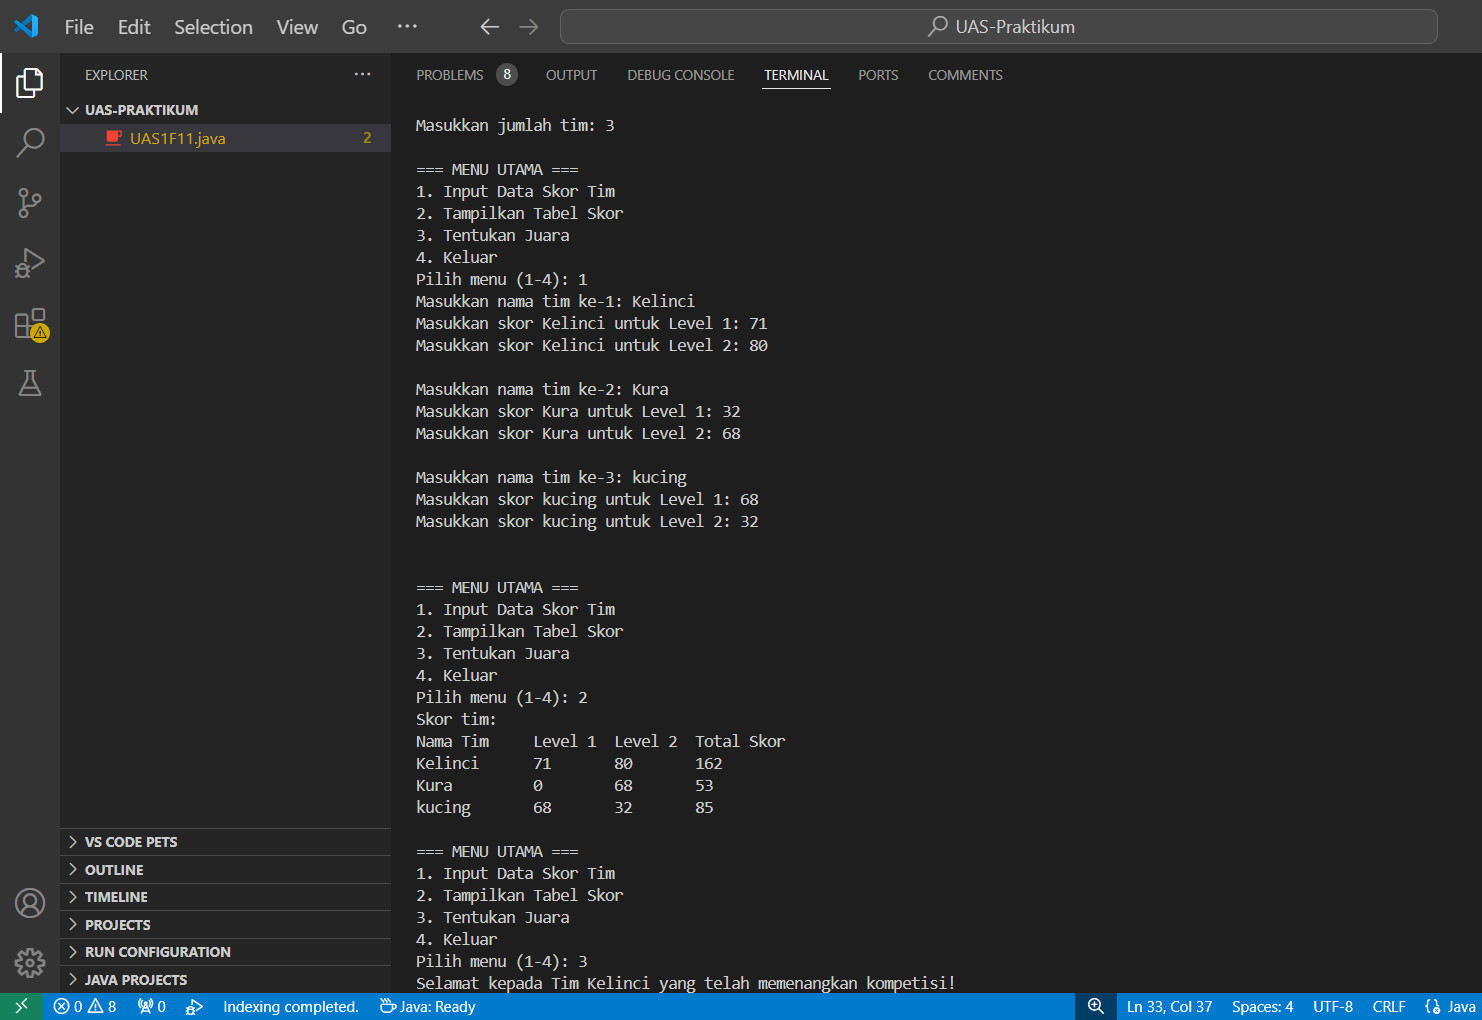 File Edit Selection View Go ···
UAS-Praktikum
EXPLORER ···
UAS-PRAKTIKUM
UAS1F11.java 2
VS CODE PETS
OUTLINE
TIMELINE
PROJECTS
RUN CONFIGURATION
JAVA PROJECTS
PROBLEMS 8 OUTPUT DEBUG CONSOLE TERMINAL PORTS COMMENTS
Masukkan jumlah tim: 3
=== MENU UTAMA ===
1. Input Data Skor Tim
2. Tampilkan Tabel Skor
3. Tentukan Juara
4. Keluar
Pilih menu (1-4): 1
Masukkan nama tim ke-1: Kelinci
Masukkan skor Kelinci untuk Level 1: 71
Masukkan skor Kelinci untuk Level 2: 80
Masukkan nama tim ke-2: Kura
Masukkan skor Kura untuk Level 1: 32
Masukkan skor Kura untuk Level 2: 68
Masukkan nama tim ke-3: kucing
Masukkan skor kucing untuk Level 1: 68
Masukkan skor kucing untuk Level 2: 32
=== MENU UTAMA ===
1. Input Data Skor Tim
2. Tampilkan Tabel Skor
3. Tentukan Juara
4. Keluar
Pilih menu (1-4): 2
Skor tim:
Nama Tim Level 1 Level 2 Total Skor
Kelinci 71 80 162
Kura 0 68 53
kucing 68 32 85
=== MENU UTAMA ===
1. Input Data Skor Tim
2. Tampilkan Tabel Skor
3. Tentukan Juara
4. Keluar
Pilih menu (1-4): 3
Selamat kepada Tim Kelinci yang telah memenangkan kompetisi!
0 8 0 Indexing completed. Java: Ready Ln 33, Col 37 Spaces: 4 UTF-8 CRLF {} Java